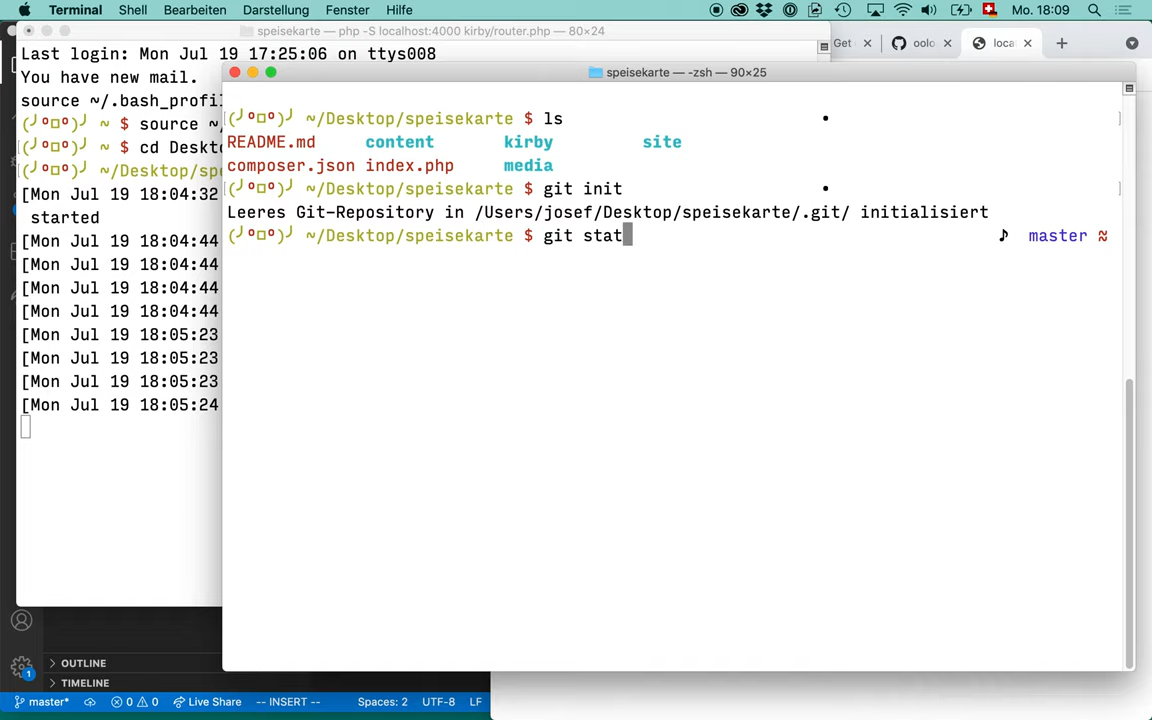 Terminal Shell Bearbeiten Darstellung Fenster Hilfe Mo. 18:09
speisekarte — php -S localhost:4000 kirby/router.php — 80×24
Get oolo loca
Last login: Mon Jul 19 17:25:06 on ttys008
You have new mail.
source ~/.bash_profil
(╯°□°)╯ ~ $ source ~/
(╯°□°)╯ ~ $ cd Deskto
(╯°□°)╯ ~/Desktop/spe
[Mon Jul 19 18:04:32
started
[Mon Jul 19 18:04:44
[Mon Jul 19 18:04:44
[Mon Jul 19 18:04:44
[Mon Jul 19 18:04:44
[Mon Jul 19 18:05:23
[Mon Jul 19 18:05:23
[Mon Jul 19 18:05:23
[Mon Jul 19 18:05:24
speisekarte — -zsh — 90×25
(╯°□°)╯ ~/Desktop/speisekarte $ ls •
README.md content kirby site
composer.json index.php media
(╯°□°)╯ ~/Desktop/speisekarte $ git init •
Leeres Git-Repository in /Users/josef/Desktop/speisekarte/.git/ initialisiert
(╯°□°)╯ ~/Desktop/speisekarte $ git stat ♪ master ≈
OUTLINE
TIMELINE
1
master* 0 0 Live Share -- INSERT -- Spaces: 2 UTF-8 LF